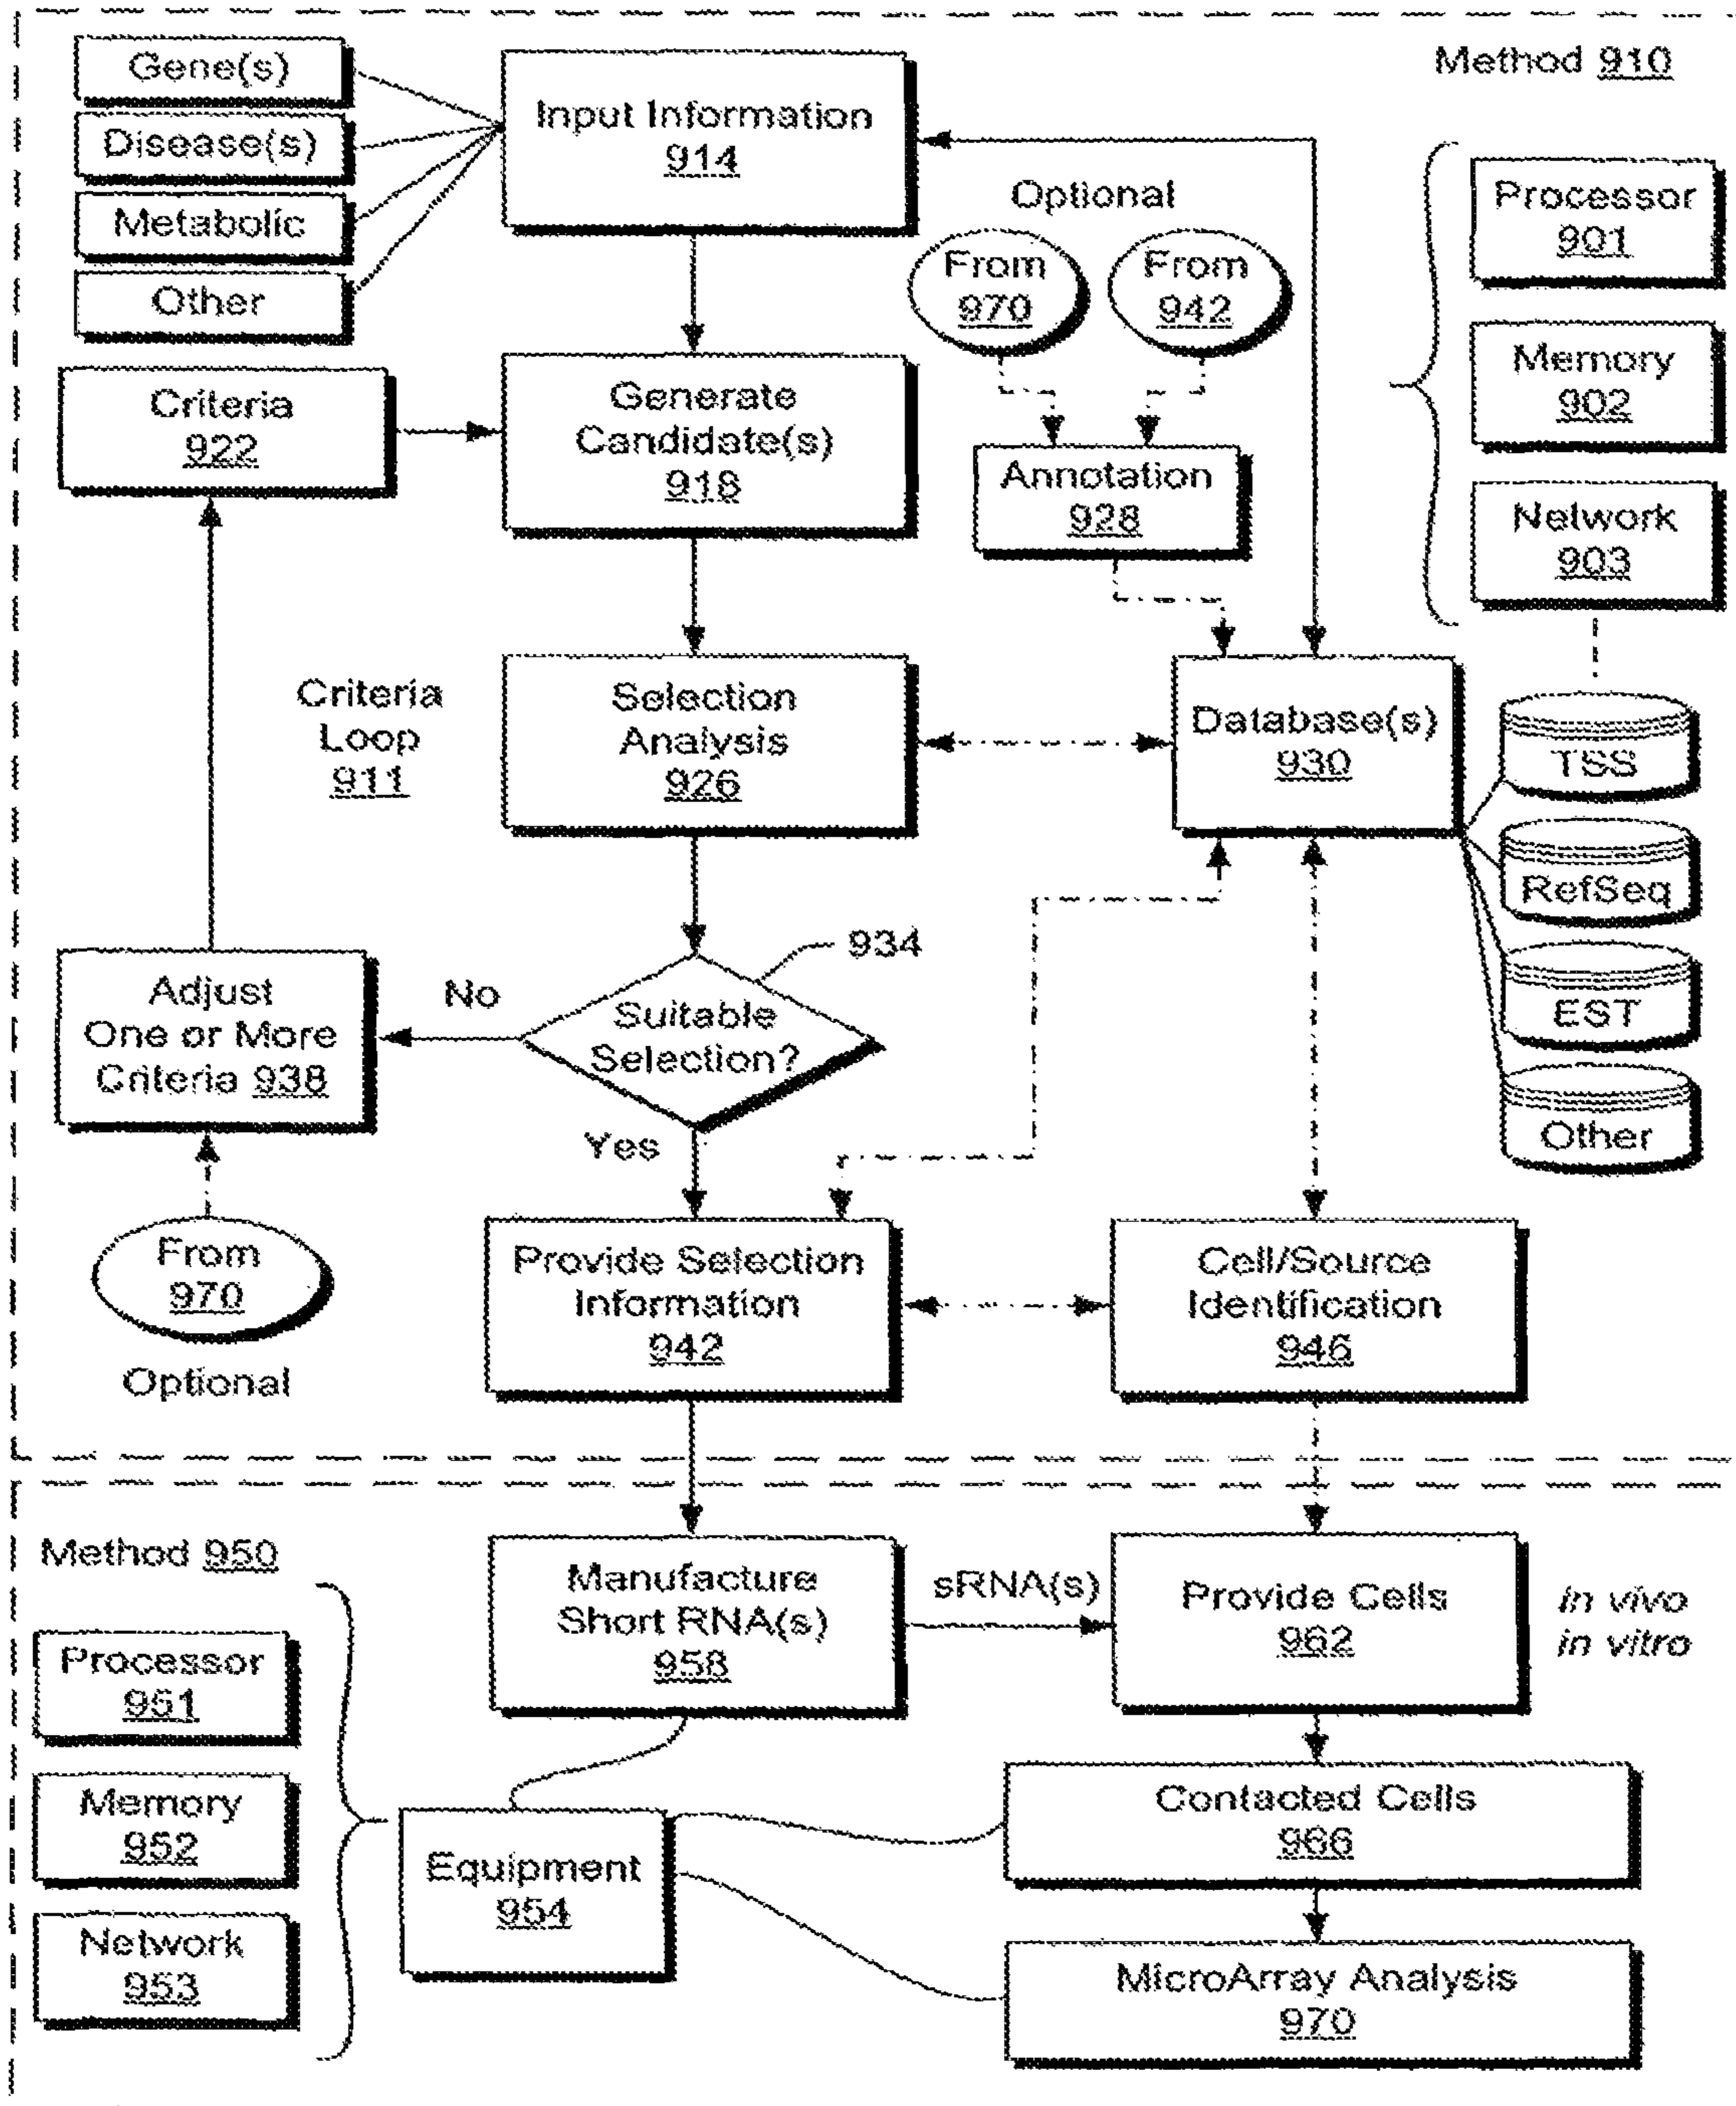 Method 910
Gene(s)
Disease(s)
Metabolic
Other
Input Information
914
Optional
From
970
From
942
Processor
901
Memory
902
Network
903
Criteria
922
Generate
Candidate(s)
918
Annotation
928
Criteria
Loop
911
Selection
Analysis
926
Database(s)
930
TSS
RefSeq
EST
Other
934
Adjust
One or More
Criteria 938
No
Suitable
Selection?
Yes
From
970
Optional
Provide Selection
Information
942
Cell/Source
Identification
946
Method 950
Processor
951
Memory
952
Network
953
Manufacture
Short RNA(s)
958
sRNA(s)
Provide Cells
962
In vivo
in vitro
Equipment
954
Contacted Cells
966
MicroArray Analysis
970